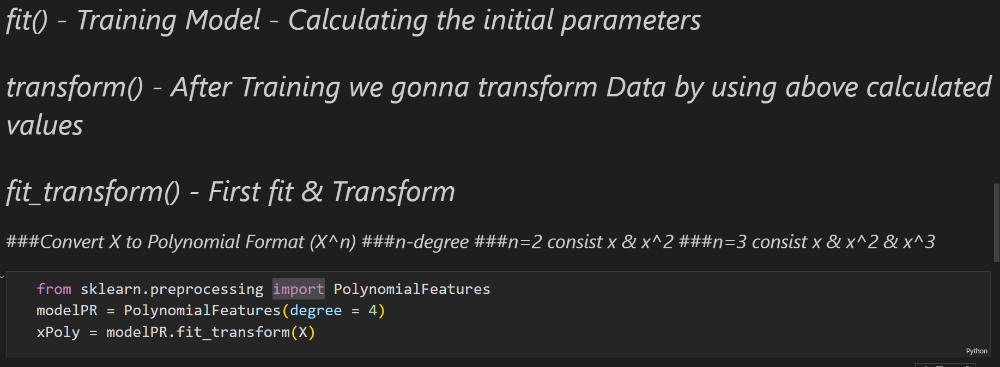 fit() - Training Model - Calculating the initial parameters
transform() - After Training we gonna transform Data by using above calculated
values
fit_transform() - First fit & Transform
###Convert X to Polynomial Format (X^n) ###n-degree ###n=2 consist x & x^2 ###n=3 consist x & x^2 & x^3
from sklearn.preprocessing import PolynomialFeatures
modelPR = PolynomialFeatures(degree = 4)
xPoly = modelPR.fit_transform(X)
Python